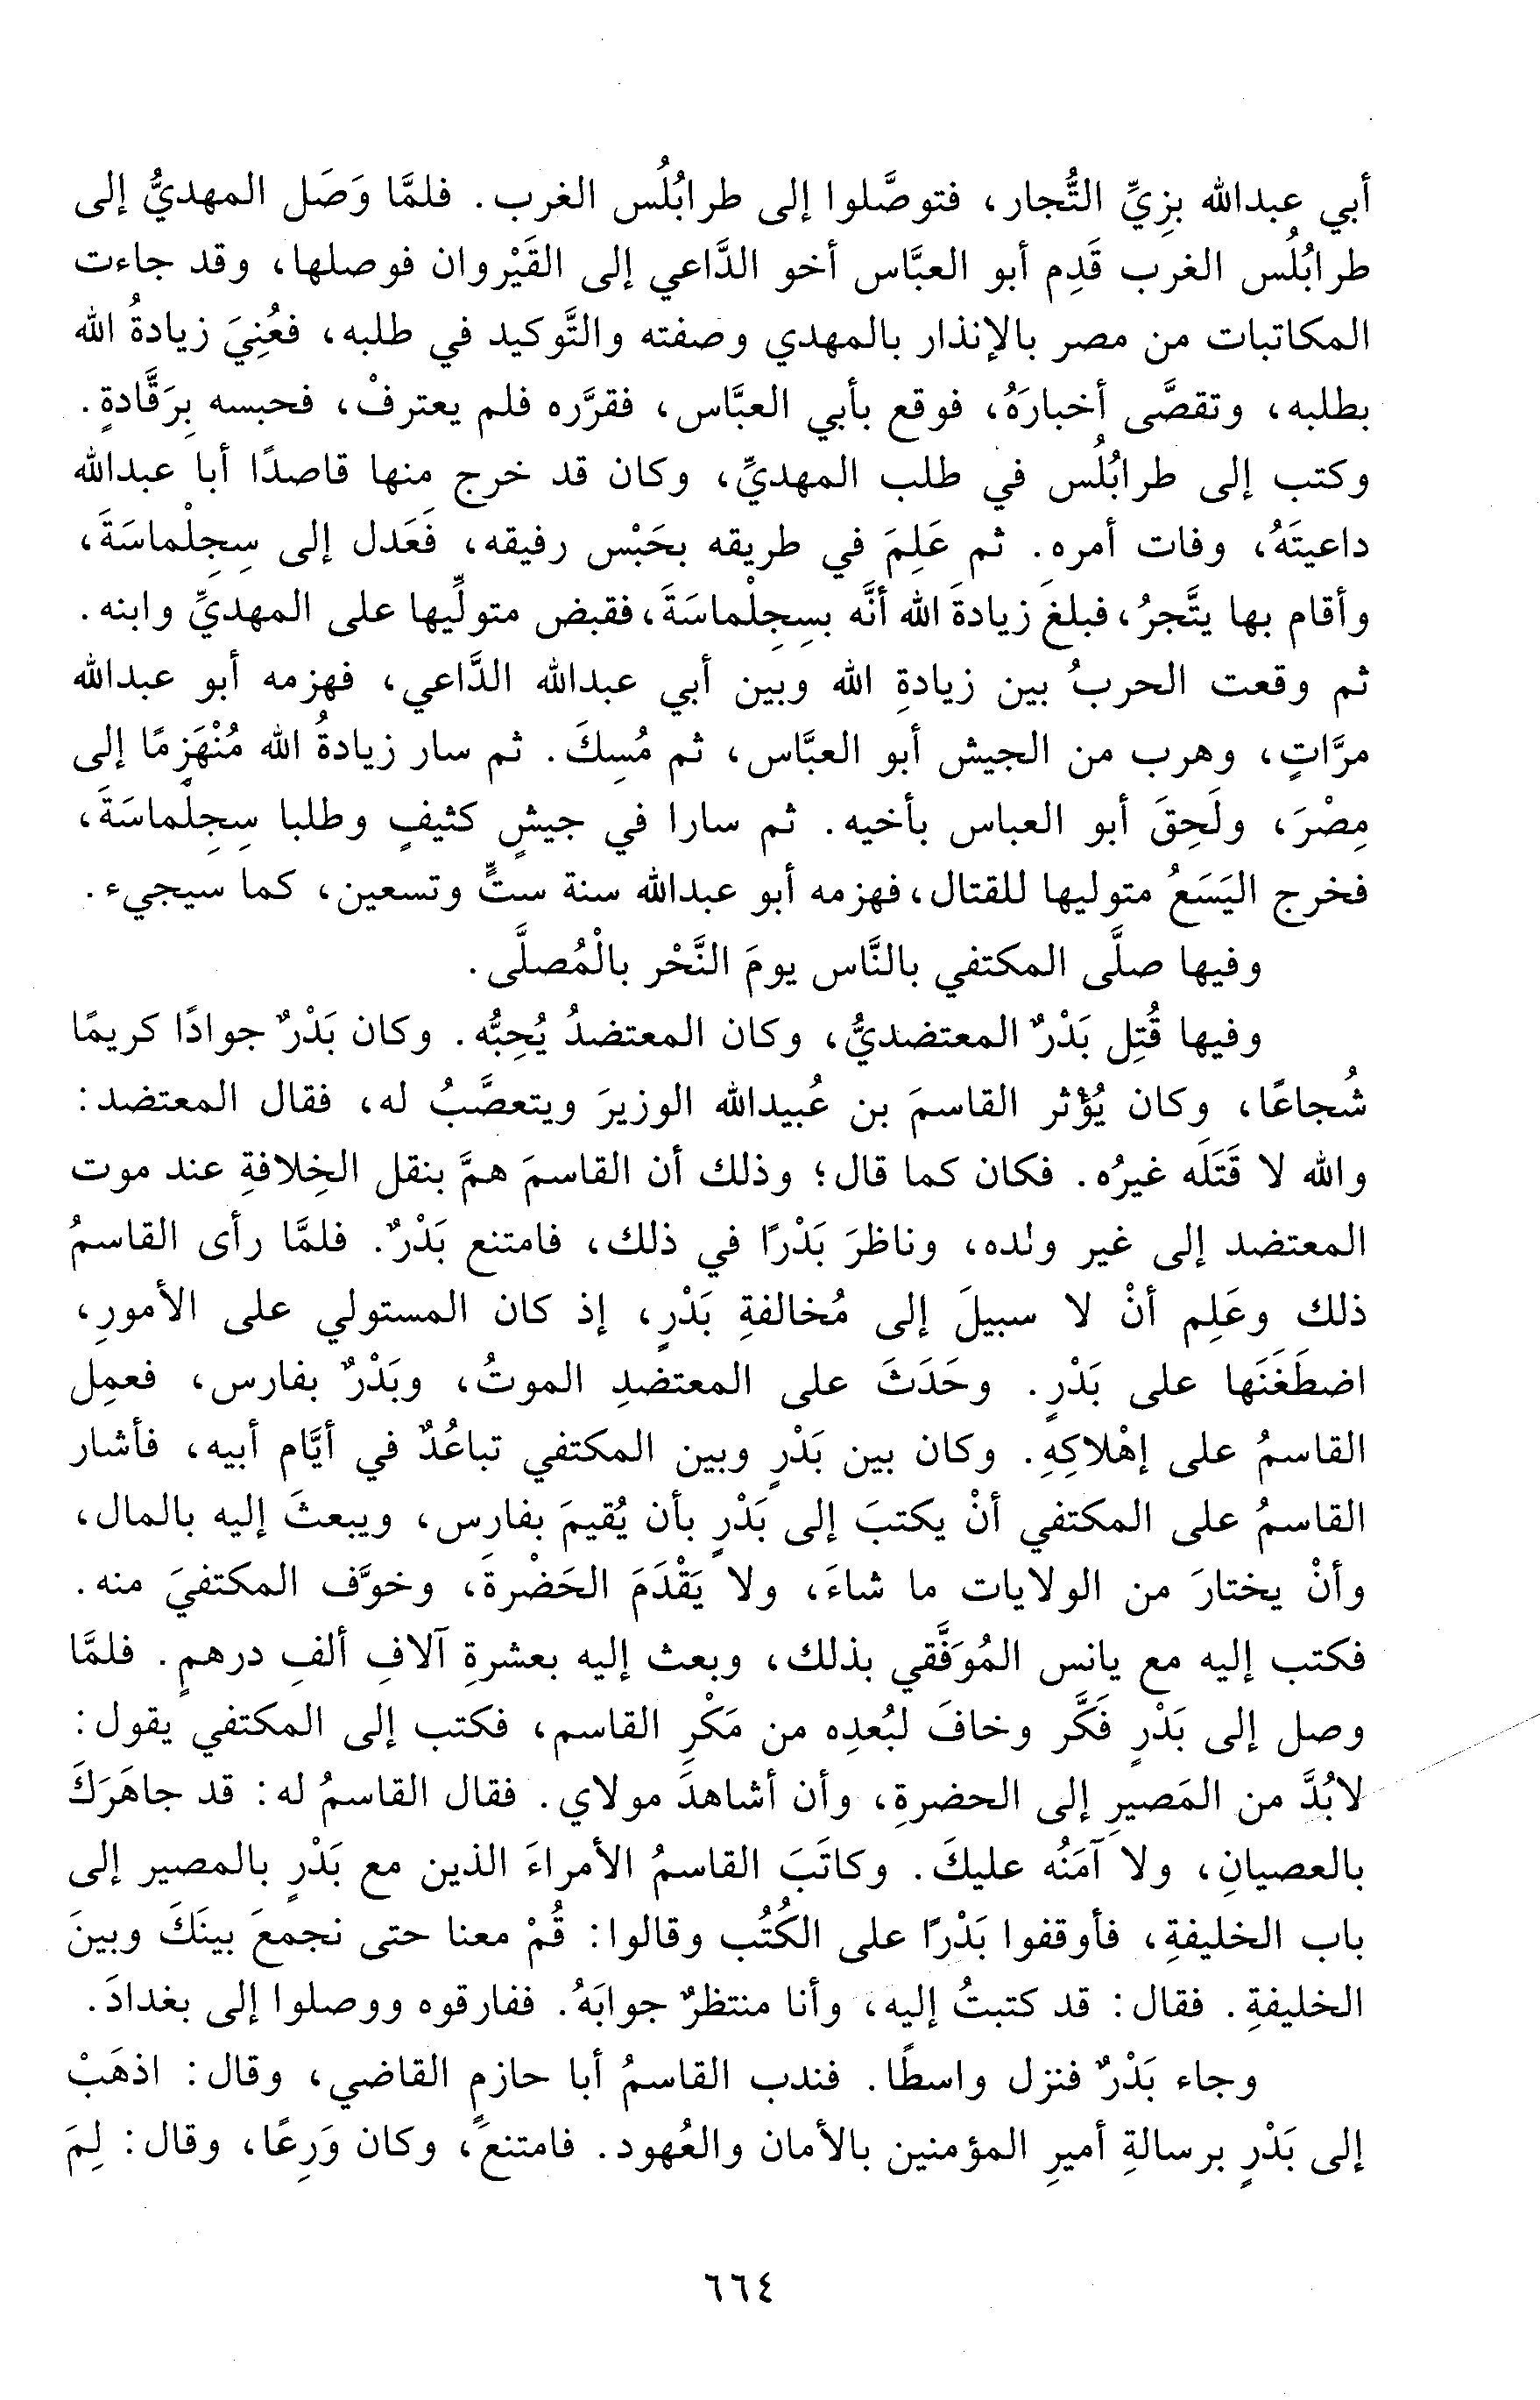 أبي عبدالله بزِيِّ التُّجار، فتوصَّلوا إلى طرابُلُس الغرب. فلمَّا وَصَل المهديُّ إلى
طرابُلُس الغرب قَدِم أبو العبَّاس أخو الدَّاعي إلى القَيْروان فوصلها، وقد جاءت
المكاتبات من مصر بالإنذار بالمهدي وصفته والتَّوكيد في طلبه، فعُنِيَ زيادةُ الله
بطلبه، وتقصَّى أخبارَهُ، فوقع بأبي العبَّاس، فقرَّره فلم يعترفْ، فحبسه بِرَقَّادةٍ.
وكتب إلى طرابُلُس في طلب المهديِّ، وكان قد خرج منها قاصدًا أبا عبدالله
داعيتَهُ، وفات أمره. ثم عَلِمَ في طريقه بحَبْس رفيقه، فَعَدل إلى سِجِلْماسَةَ،
وأقام بها يتَّجرُ، فبلغَ زيادةَ الله أنَّه بسِجِلْماسَةَ، فقبض متولِّيها على المهديِّ وابنه.
ثم وقعت الحربُ بين زيادةِ الله وبين أبي عبدالله الدَّاعي، فهزمه أبو عبدالله
مرَّاتٍ، وهرب من الجيش أبو العبَّاس، ثم مُسِكَ. ثم سار زيادةُ الله مُنْهَزِمًا إلى
مِصْرَ، ولَحِقَ أبو العباس بأخيه. ثم سارا في جيشٍ كثيفٍ وطلبا سِجِلْماسَةَ،
فخرج اليَسَعُ متوليها للقتال، فهزمه أبو عبدالله سنة ستٍّ وتسعين، كما سيجيء.
وفيها صلَّى المكتفي بالنَّاس يومَ النَّحْر بالْمُصلَّى.
وفيها قُتِل بَدْرٌ المعتضديُّ، وكان المعتضدُ يُحِبُّه. وكان بَدْرٌ جوادًا كريمًا
شُجاعًا، وكان يُؤْثر القاسمَ بن عُبيدالله الوزيرَ ويتعصَّبُ له، فقال المعتضد:
والله لا قَتَلَه غيرُه. فكان كما قال؛ وذلك أن القاسمَ همَّ بنقل الخِلافةِ عند موت
المعتضد إلى غير ولده، وناظرَ بَدْرًا في ذلك، فامتنع بَدْرٌ. فلمَّا رأى القاسمُ
ذلك وعَلِم أنْ لا سبيلَ إلى مُخالفةِ بَدْرٍ، إذ كان المستولي على الأمورِ،
اضطَغَنَها على بَدْرٍ. وحَدَثَ على المعتضدِ الموتُ، وبَدْرٌ بفارس، فعمِل
القاسمُ على إهْلاكِهِ. وكان بين بَدْرٍ وبين المكتفي تباعُدٌ في أيَّام أبيه، فأشار
القاسمُ على المكتفي أنْ يكتبَ إلى بَدْرٍ بأن يُقيمَ بفارِس، ويبعثَ إليه بالمال،
وأنْ يختارَ من الولايات ما شاءَ، ولا يَقْدَمَ الحَضْرةَ، وخوَّف المكتفيَ منه.
فكتب إليه مع يانس المُوَفَّقي بذلك، وبعث إليه بعشرةِ آلافِ ألفِ درهمٍ. فلمَّا
وصل إلى بَدْرٍ فَكَّر وخافَ لبُعدِه من مَكْرِ القاسم، فكتب إلى المكتفي يقول:
لابُدَّ من المَصيرِ إلى الحضرةِ، وأن أشاهدَ مولاي. فقال القاسمُ له: قد جاهَرَكَ
بالعصيانِ، ولا آمَنُه عليكَ. وكاتَبَ القاسمُ الأمراءَ الذين مع بَدْرٍ بالمصير إلى
باب الخليفةِ، فأوقفوا بَدْرًا على الكُتُب وقالوا: قُمْ معنا حتى نجمعَ بينَكَ وبينَ
الخليفةِ. فقال: قد كتبتُ إليه، وأنا منتظرٌ جوابَهُ. ففارقوه ووصلوا إلى بغدادَ.
وجاء بَدْرٌ فنزل واسطًا. فندب القاسمُ أبا حازمٍ القاضي، وقال: اذهَبْ
إلى بَدْرٍ برسالةِ أميرِ المؤمنين بالأمان والعُهود. فامتنعَ، وكان وَرِعًا، وقال: لِمَ
٦٦٤